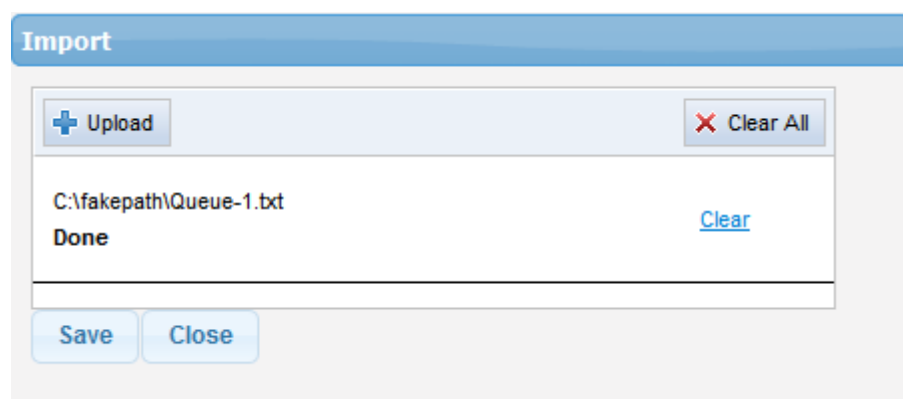 Import
Upload
Clear All
C:\fakepath\Queue-1.txt
Clear
Done
Save
Close